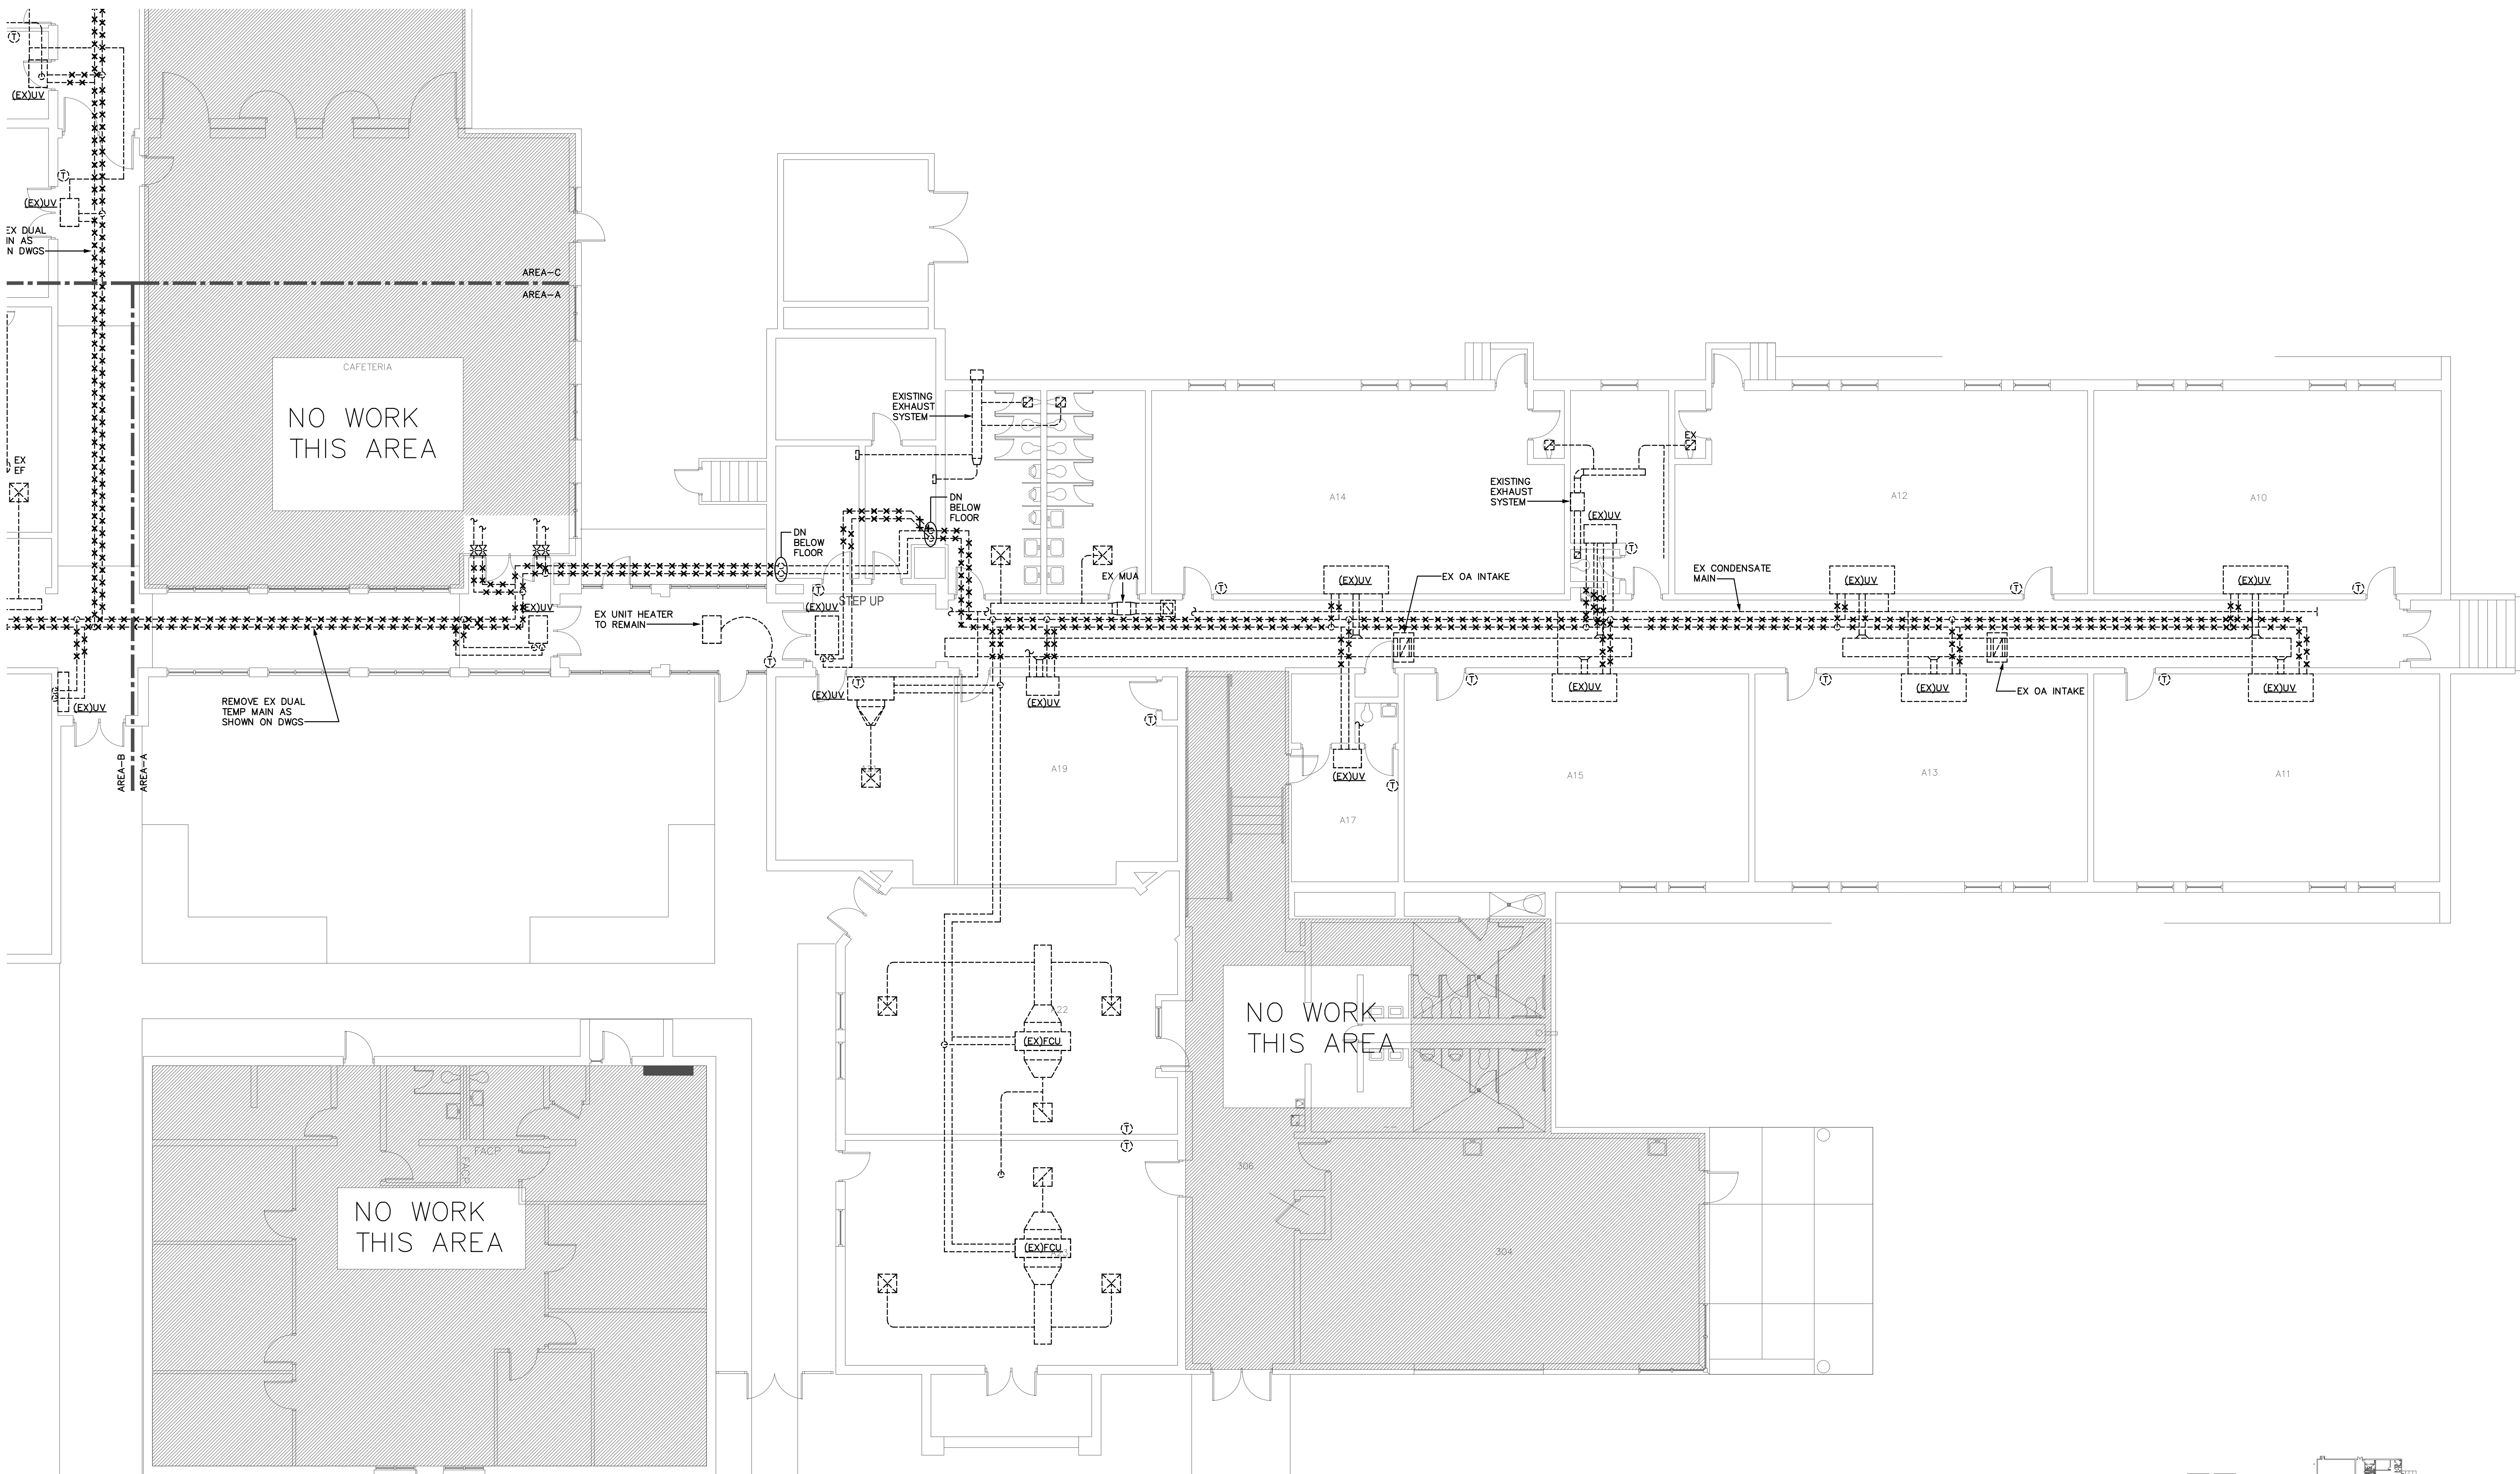 T
(EX)UV
T
(EX)UV
EX DUAL
IN AS
N DWGS
AREA-C
AREA-A
CAFETERIA
NO WORK
THIS AREA
EX
EF
EXISTING
EXHAUST
SYSTEM
DN
BELOW
FLOOR
DN
BELOW
FLOOR
A14
EX
EXISTING
EXHAUST
SYSTEM
(EX)UV
T
A12
A10
(EX)UV
EX UNIT HEATER
TO REMAIN
T
T
(EX)UV
STEP UP
EX MUA
T
(EX)UV
EX OA INTAKE
EX CONDENSATE
MAIN
(EX)UV
T
(EX)UV
T
REMOVE EX DUAL
TEMP MAIN AS
SHOWN ON DWGS
(EX)UV
AREA-B
AREA-A
(EX)UV
T
(EX)UV
T
A19
(EX)UV
T
A17
T
(EX)UV
A15
T
(EX)UV
EX OA INTAKE
A13
T
(EX)UV
A11
(EX)FCU
T
T
(EX)FCU
NO WORK
THIS AREA
306
304
FACP
FACP
NO WORK
THIS AREA